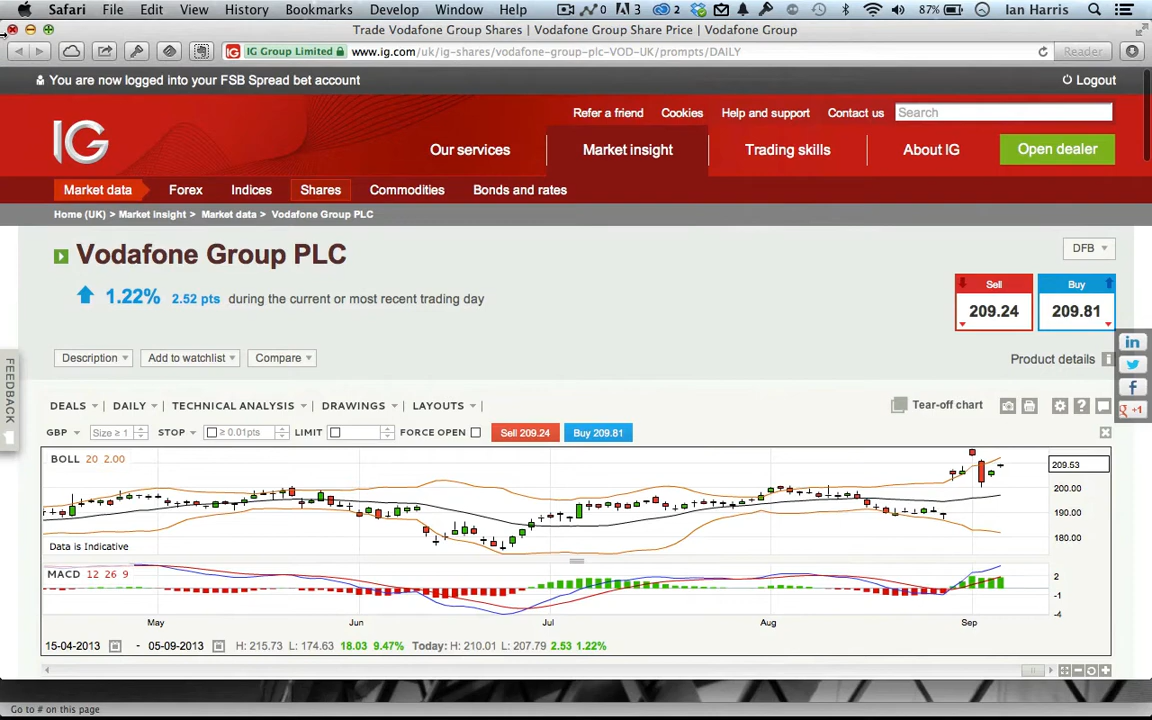 Safari File Edit View History Bookmarks Develop Window Help 0 3 2 87% Ian Harris
Trade Vodafone Group Shares | Vodafone Group Share Price | Vodafone Group
IG Group Limited www.ig.com/uk/ig-shares/vodafone-group-plc-VOD-UK/prompts/DAILY Reader
You are now logged into your FSB Spread bet account Logout
Refer a friend Cookies Help and support Contact us Search
IG Our services Market insight Trading skills About IG Open dealer
Market data Forex Indices Shares Commodities Bonds and rates
Home (UK) > Market Insight > Market data > Vodafone Group PLC
Vodafone Group PLC DFB
1.22% 2.52 pts during the current or most recent trading day
Sell Buy
209.24 209.81
Description Add to watchlist Compare Product details
FEEDBACK
in
f
g +1
DEALS DAILY TECHNICAL ANALYSIS DRAWINGS LAYOUTS Tear-off chart ?
GBP Size ≥ 1 STOP ≥ 0.01pts LIMIT FORCE OPEN Sell 209.24 Buy 209.81
BOLL 20 2.00
209.53
200.00
190.00
180.00
Data is Indicative
MACD 12 26 9
2
-1
-4
May Jun Jul Aug Sep
15-04-2013 - 05-09-2013 H: 215.73 L: 174.63 18.03 9.47% Today: H: 210.01 L: 207.79 2.53 1.22%
Go to # on this page